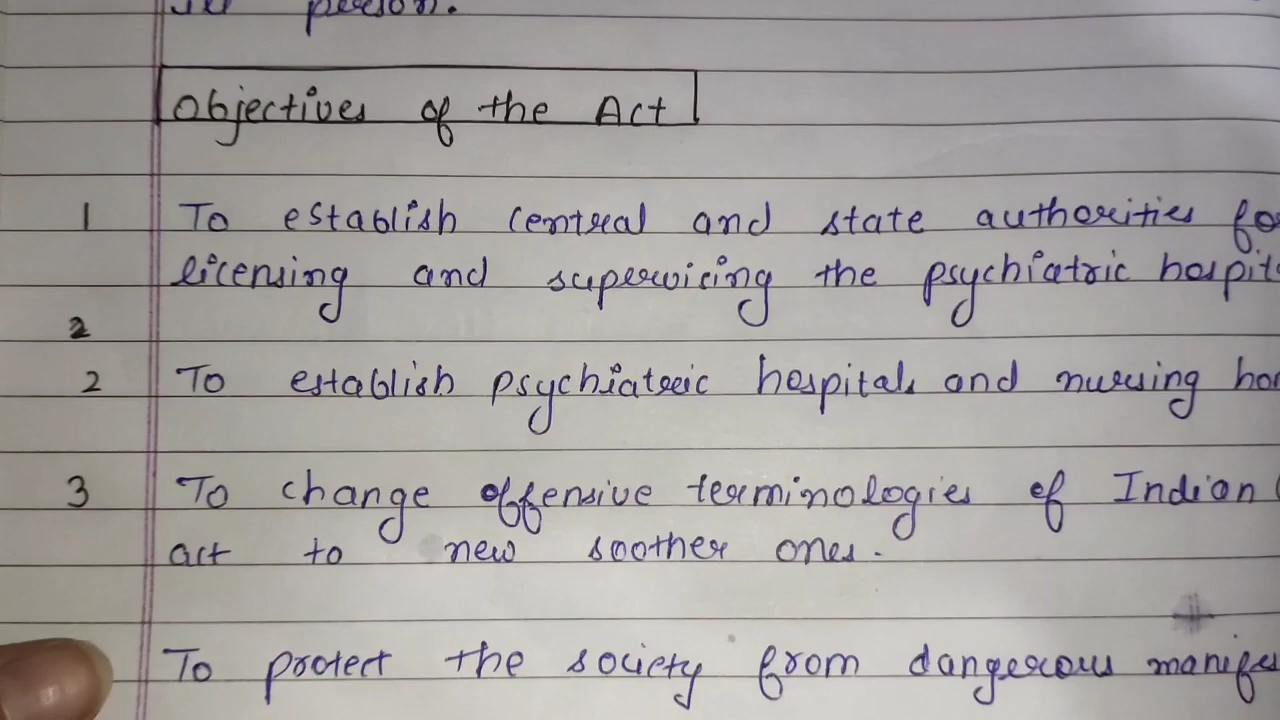 person.
Objectives of the Act
1 To establish central and state authorities fo
licensing and supervising the psychiatric hospit
2
2 To establish psychiatric hospitals and nursing ho
3 To change offensive terminologies of Indian
act to new soother ones.
To protect the society from dangerous manifes